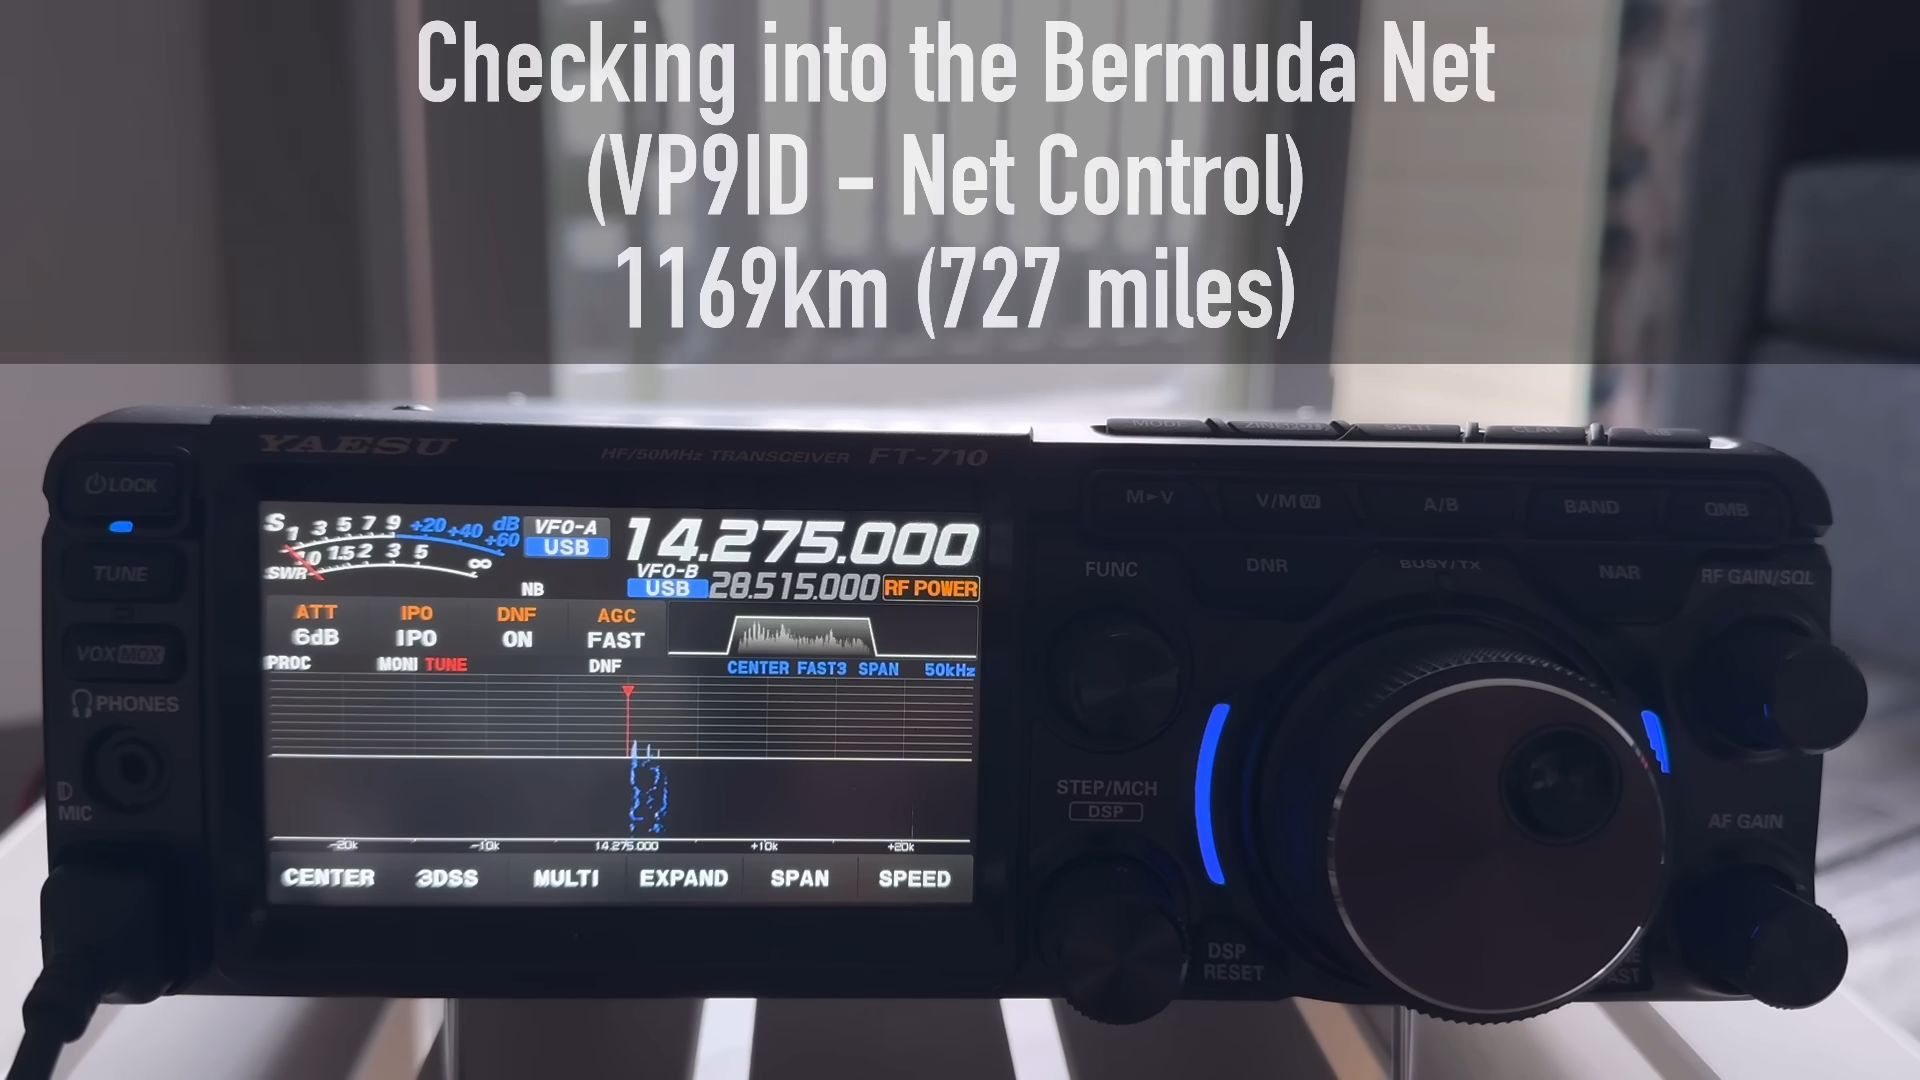 Checking into the Bermuda Net
(VP9ID - Net Control)
1169km (727 miles)
YAESU
HF/50MHz TRANSCEIVER FT-710
LOCK
TUNE
VOX MOX
PHONES
MIC
S 1 3 5 7 9 +20 +40 +60 dB
SWR 1.0 1.5 2 3 5 ∞
VFO-A
USB
14.275.000
VFO-B
USB
28.515.000
RF POWER
NB
ATT IPO DNF AGC
6dB IPO ON FAST
PROC MONI TUNE DNF
CENTER FAST3 SPAN 50kHz
-20k -10k 14.275.000 +10k +20k
CENTER 3DSS MULTI EXPAND SPAN SPEED
MODE SPLIT CLAR
M►V V/M W A/B BAND QMB
FUNC DNR BUSY/TX NAR RF GAIN/SQL
STEP/MCH
DSP
AF GAIN
DSP
RESET